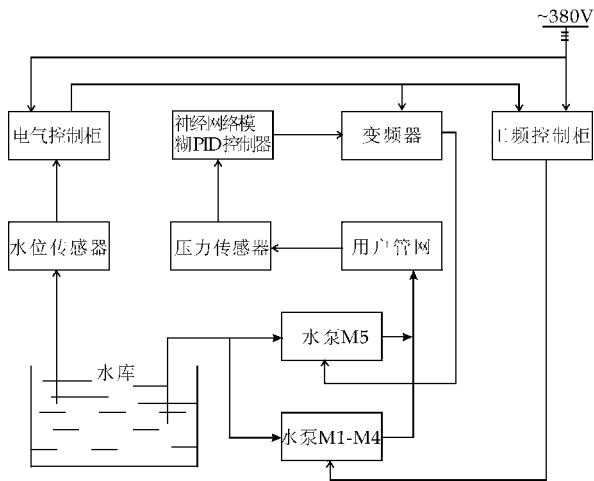 ~380V
电气控制柜
神经网络模
糊PID控制器
变频器
工频控制柜
水位传感器
压力传感器
用户管网
水泵M5
水库
水泵M1-M4